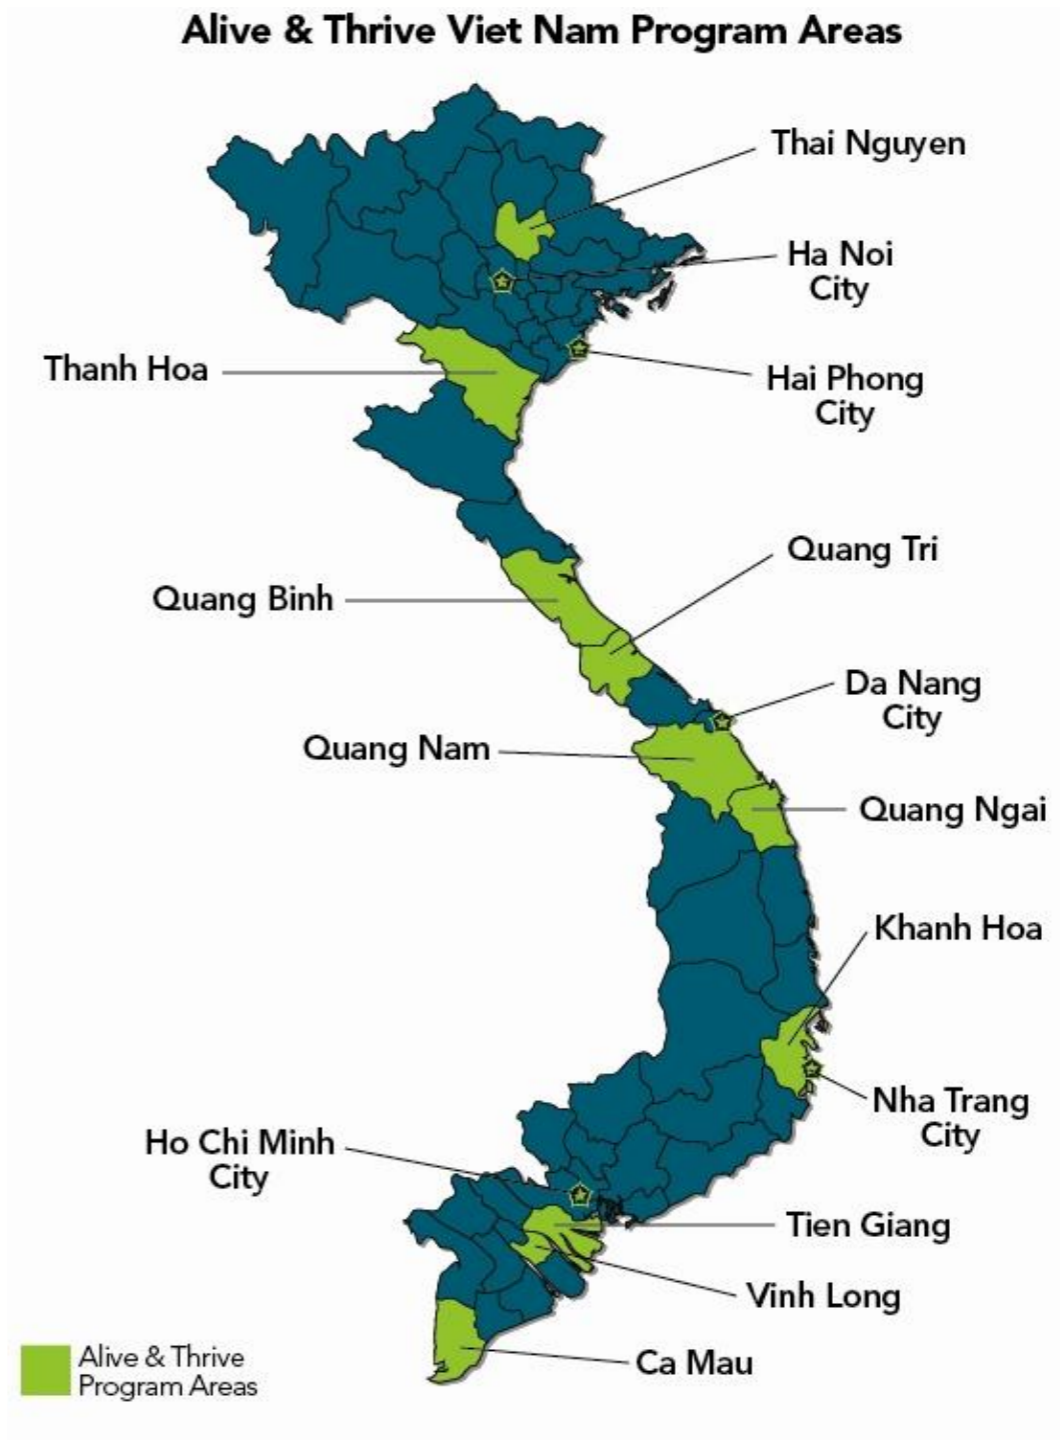 Alive & Thrive Viet Nam Program Areas
Thai Nguyen
Ha Noi
City
Thanh Hoa
Hai Phong
City
Quang Tri
Quang Binh
Da Nang
City
Quang Nam
Quang Ngai
Khanh Hoa
Nha Trang
City
Ho Chi Minh
City
Tien Giang
Vinh Long
Ca Mau
Alive & Thrive
Program Areas